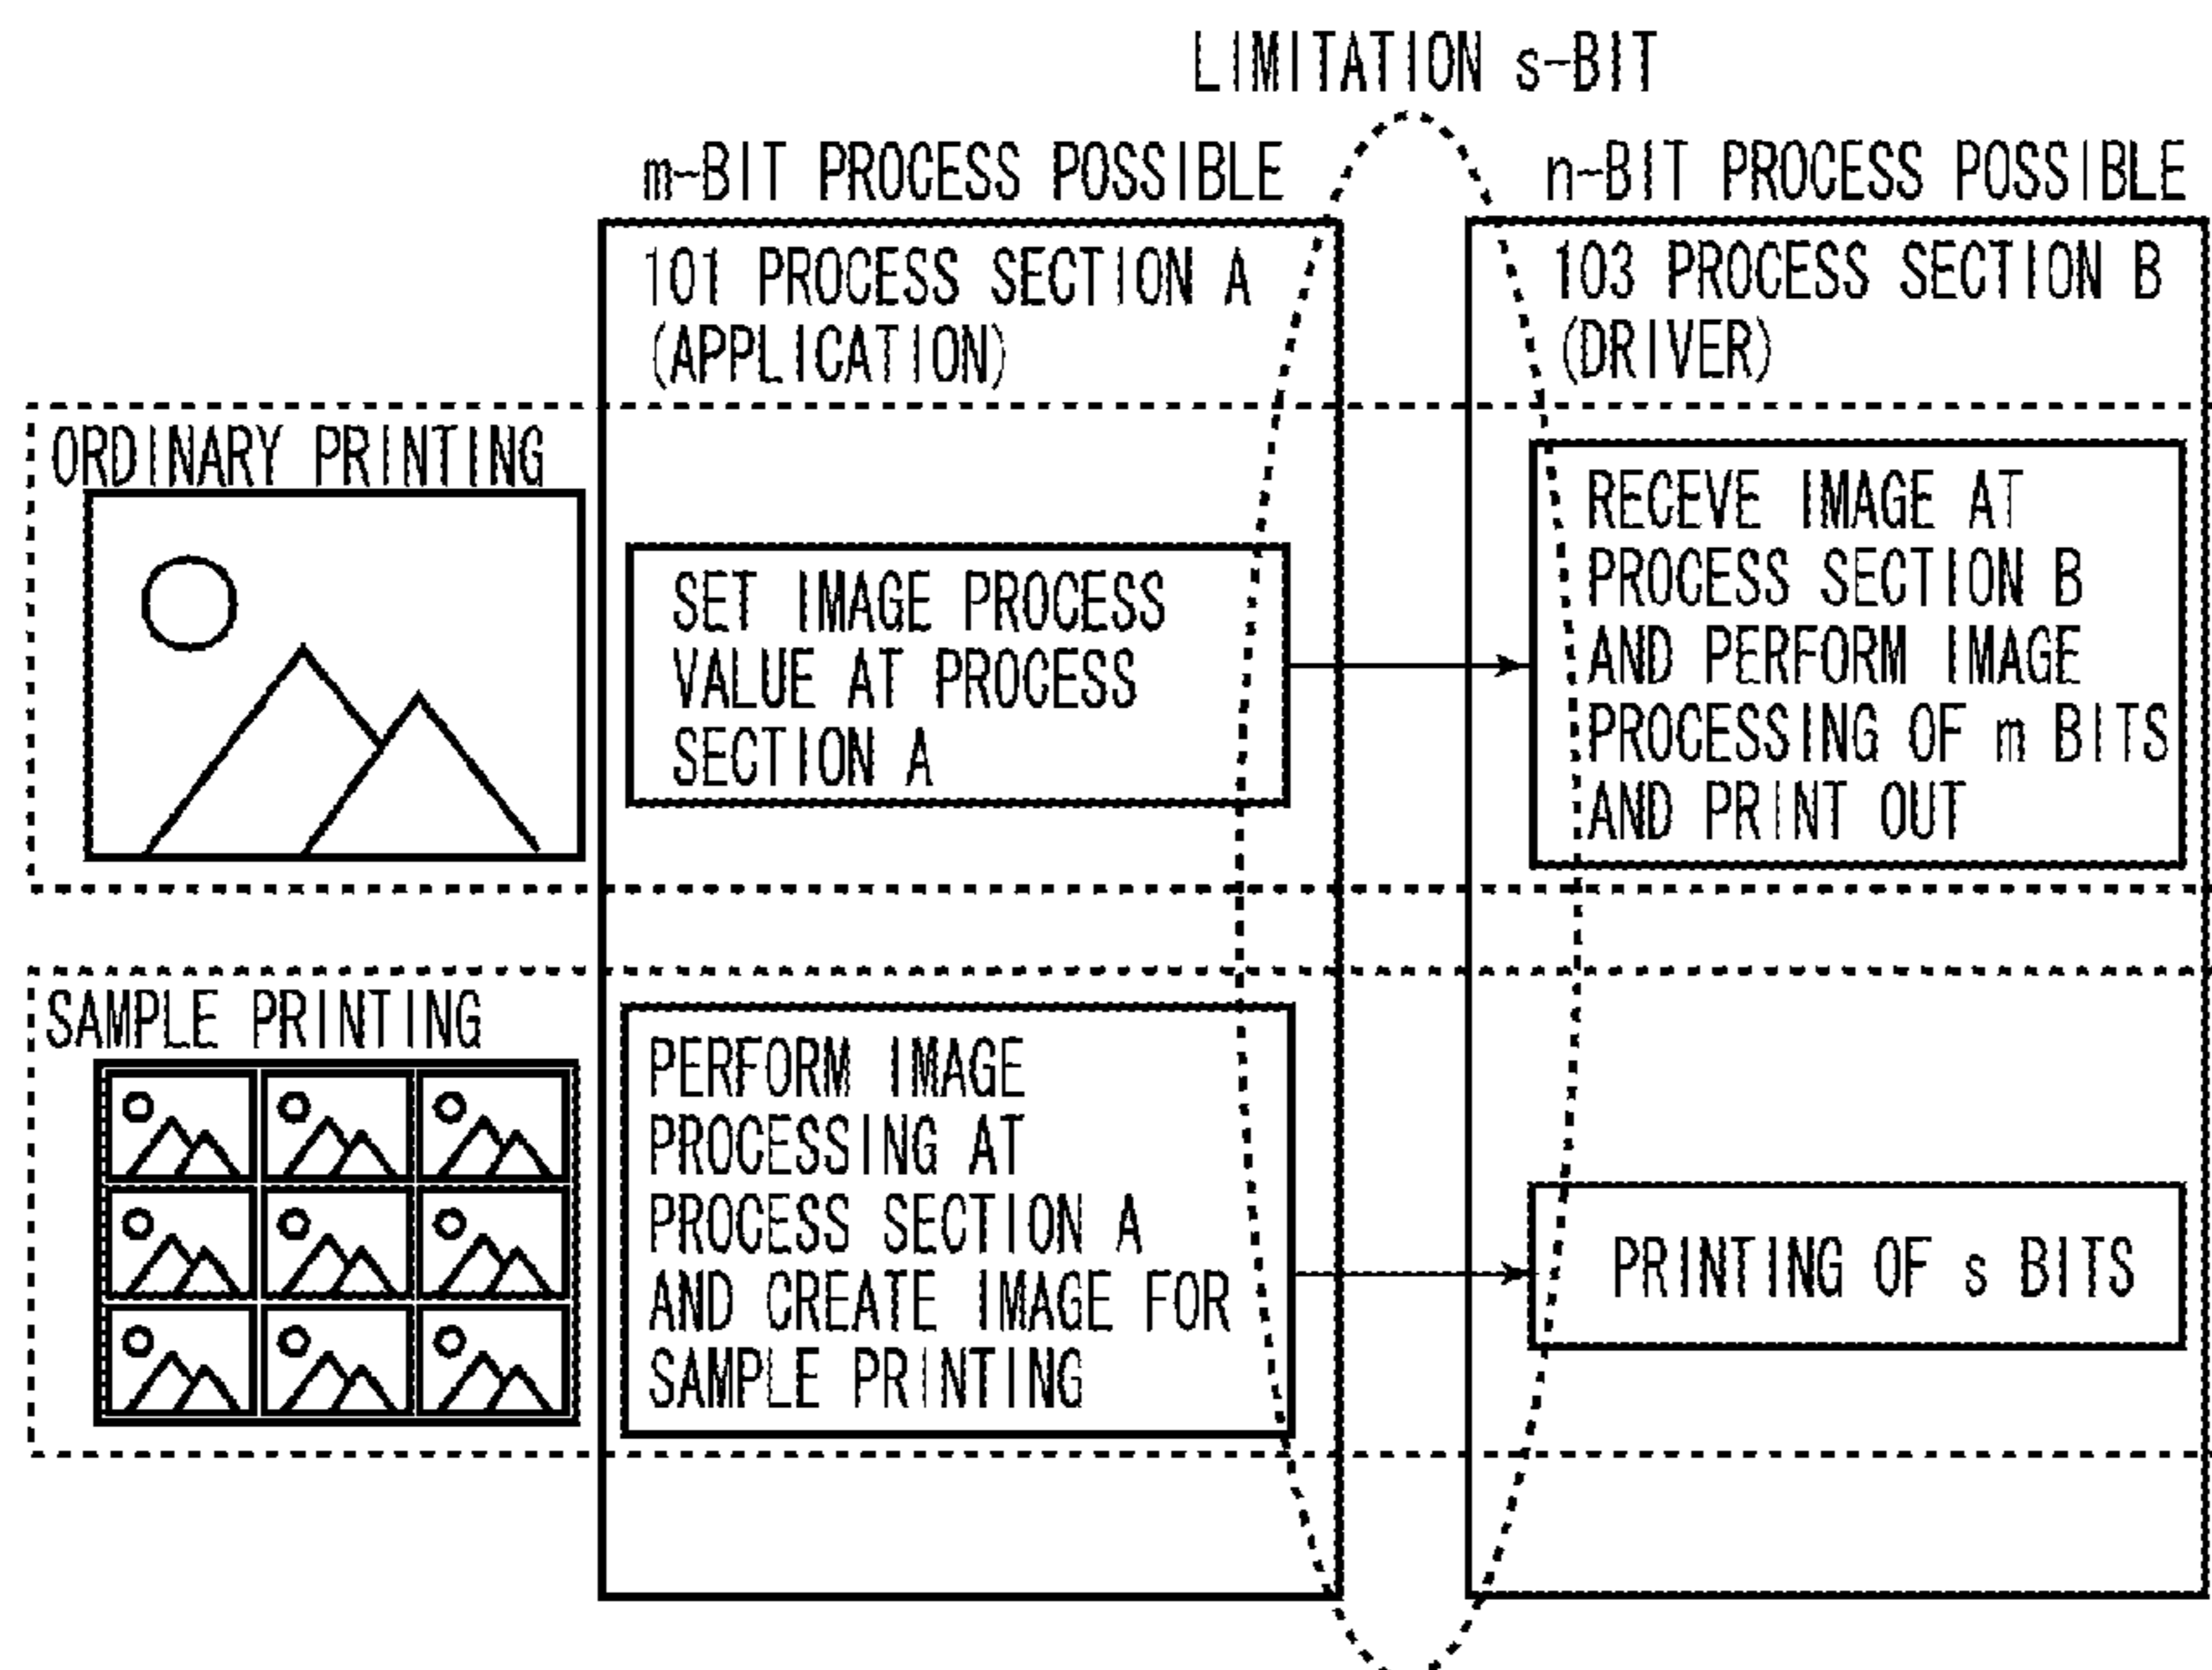 LIMITATION s-BIT
m-BIT PROCESS POSSIBLE
n-BIT PROCESS POSSIBLE
101 PROCESS SECTION A
(APPLICATION)
103 PROCESS SECTION B
(DRIVER)
ORDINARY PRINTING
SET IMAGE PROCESS
VALUE AT PROCESS
SECTION A
RECEVE IMAGE AT
PROCESS SECTION B
AND PERFORM IMAGE
PROCESSING OF m BITS
AND PRINT OUT
SAMPLE PRINTING
PERFORM IMAGE
PROCESSING AT
PROCESS SECTION A
AND CREATE IMAGE FOR
SAMPLE PRINTING
PRINTING OF s BITS